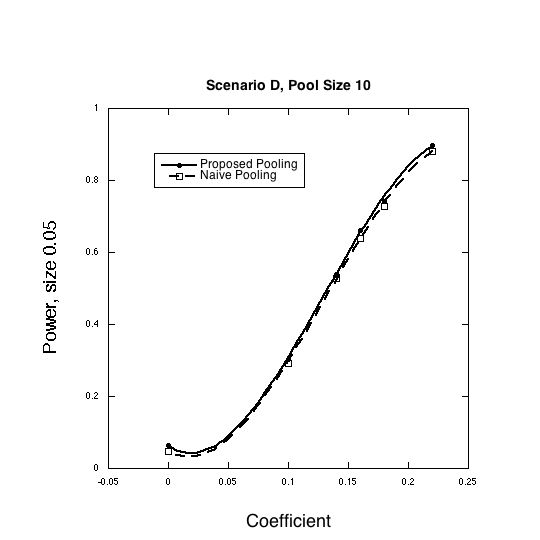 Scenario D, Pool Size 10
1
Proposed Pooling
Naive Pooling
0.8
0.6
Power, size 0.05
0.4
0.2
0
-0.05 0 0.05 0.1 0.15 0.2 0.25
Coefficient